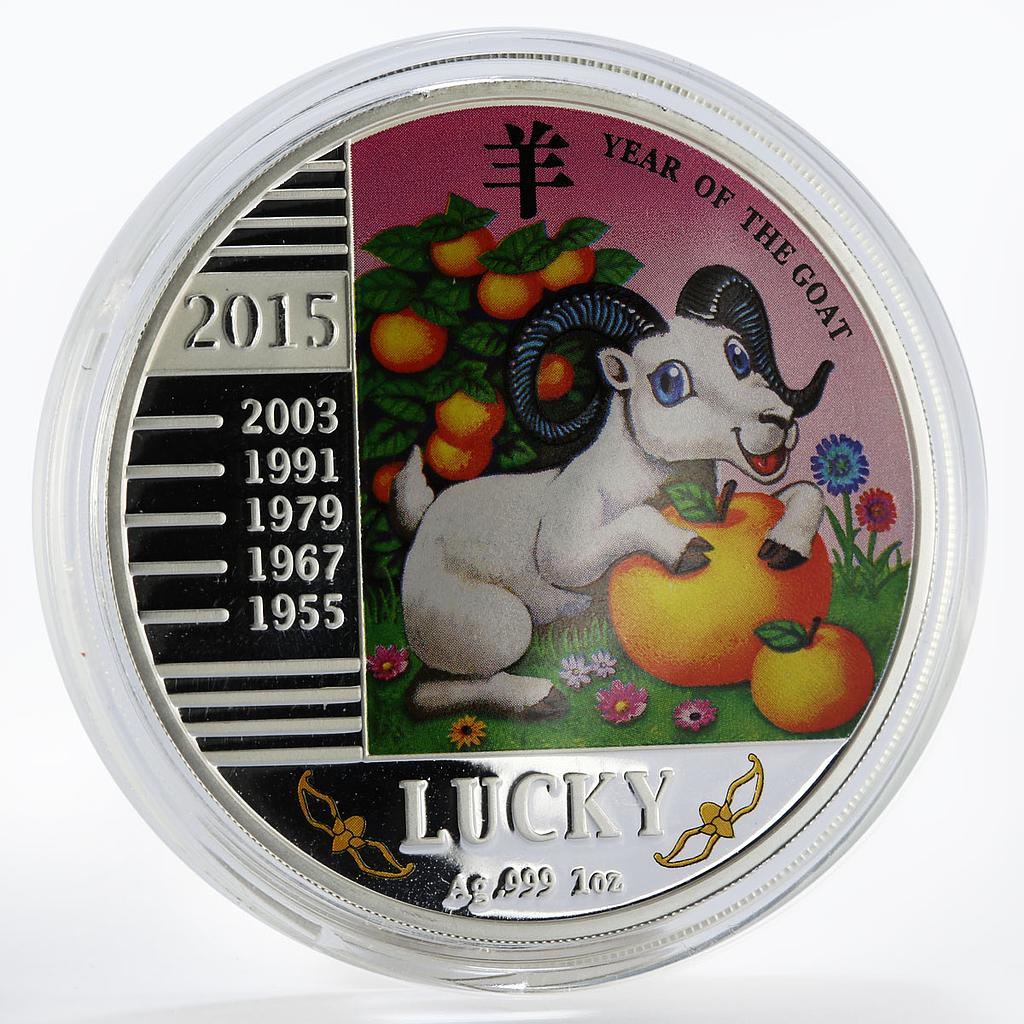 羊
YEAR OF THE GOAT
2015
2003
1991
1979
1967
1955
LUCKY
Ag .999 1oz